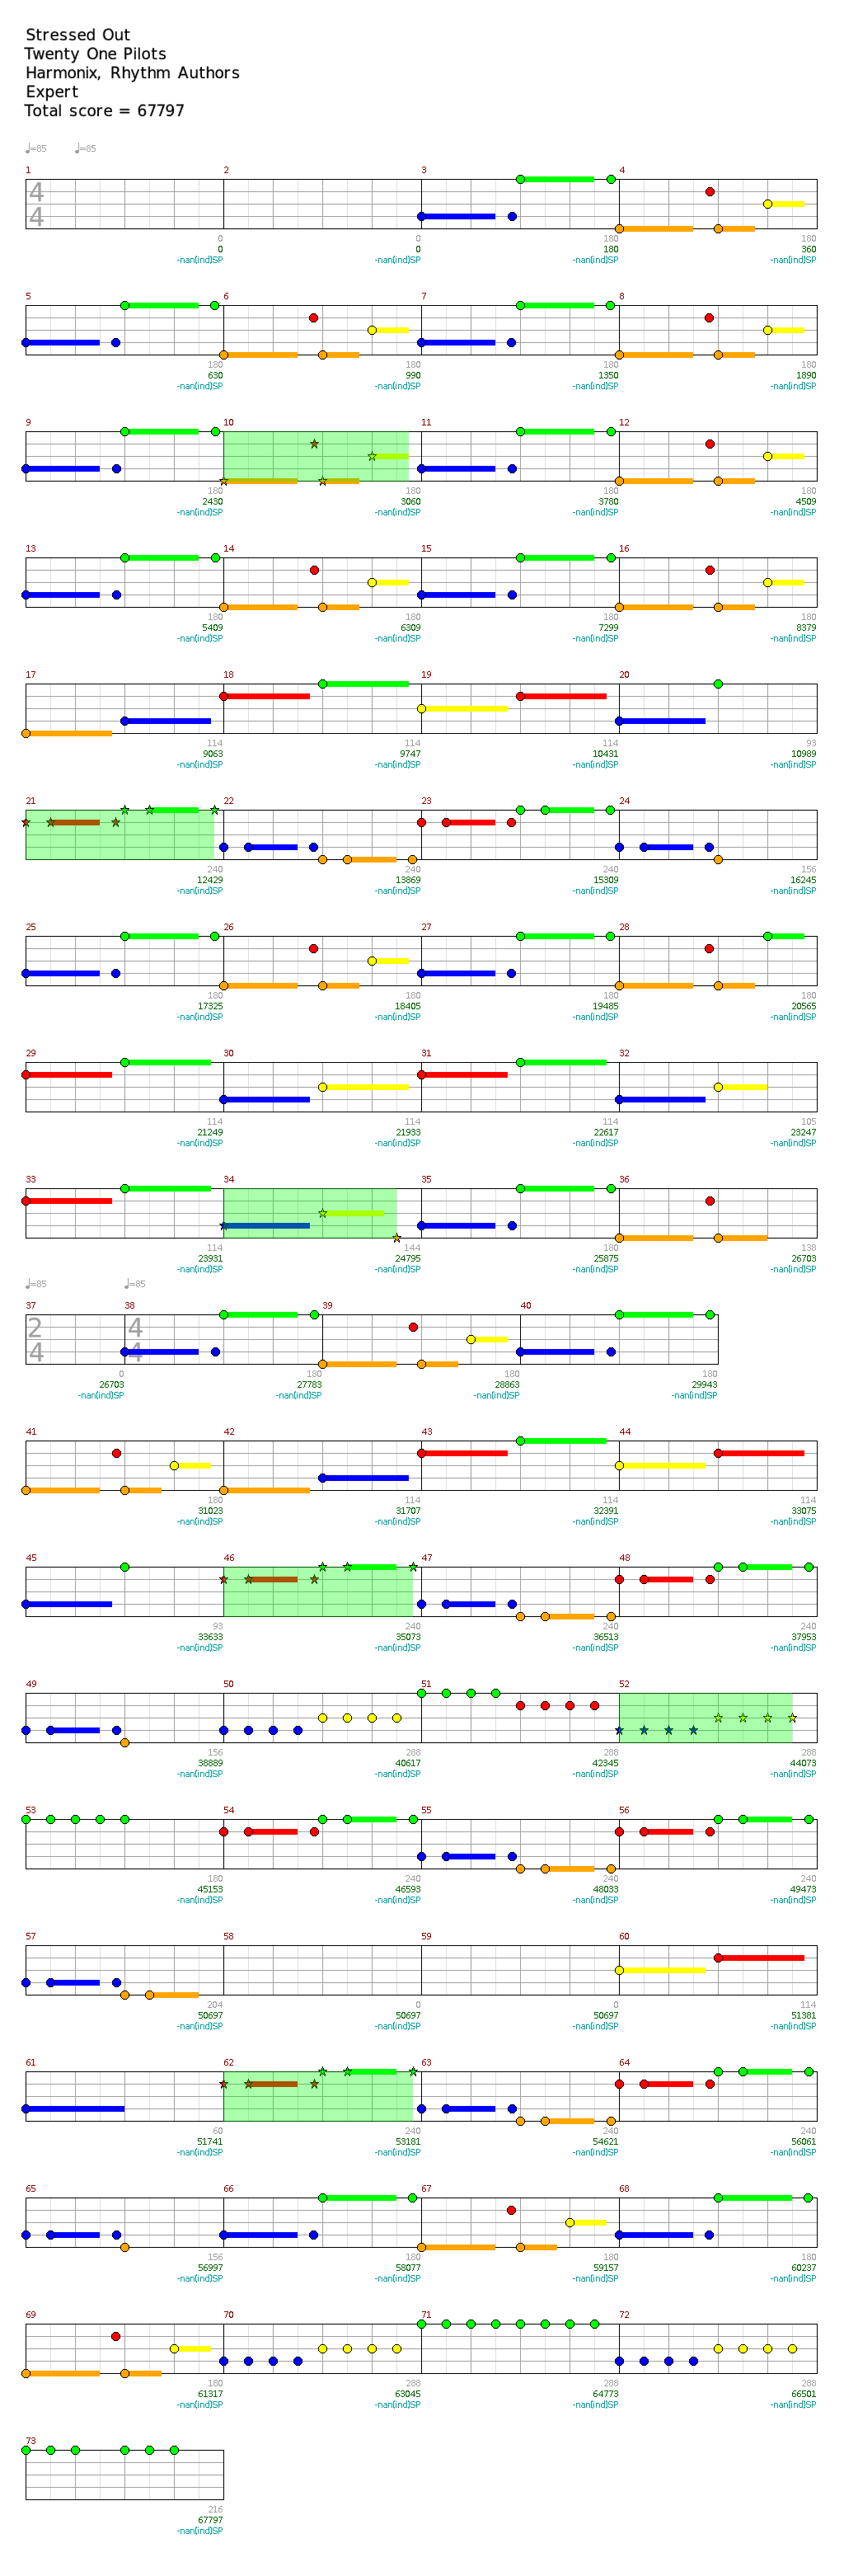 Stressed Out
Twenty One Pilots
Harmonix, Rhythm Authors
Expert
Total score = 67797
♩=85 ♩=85
1 2 3 4
4
4
0 0 180 180
0 0 180 360
-nan(ind)SP -nan(ind)SP -nan(ind)SP -nan(ind)SP
5 6 7 8
180 180 180 180
630 990 1350 1890
-nan(ind)SP -nan(ind)SP -nan(ind)SP -nan(ind)SP
9 10 11 12
180 180 180 180
2430 3060 3780 4509
-nan(ind)SP -nan(ind)SP -nan(ind)SP -nan(ind)SP
13 14 15 16
180 180 180 180
5409 6309 7299 8379
-nan(ind)SP -nan(ind)SP -nan(ind)SP -nan(ind)SP
17 18 19 20
114 114 114 93
9063 9747 10431 10989
-nan(ind)SP -nan(ind)SP -nan(ind)SP -nan(ind)SP
21 22 23 24
240 240 240 156
12429 13869 15309 16245
-nan(ind)SP -nan(ind)SP -nan(ind)SP -nan(ind)SP
25 26 27 28
180 180 180 180
17325 18405 19485 20565
-nan(ind)SP -nan(ind)SP -nan(ind)SP -nan(ind)SP
29 30 31 32
114 114 114 105
21249 21933 22617 23247
-nan(ind)SP -nan(ind)SP -nan(ind)SP -nan(ind)SP
33 34 35 36
114 144 180 138
23931 24795 25875 26703
-nan(ind)SP -nan(ind)SP -nan(ind)SP -nan(ind)SP
♩=85 ♩=85
37 38 39 40
2 4
4 4
0 180 180 180
26703 27783 28863 29943
-nan(ind)SP -nan(ind)SP -nan(ind)SP -nan(ind)SP
41 42 43 44
180 114 114 114
31023 31707 32391 33075
-nan(ind)SP -nan(ind)SP -nan(ind)SP -nan(ind)SP
45 46 47 48
93 240 240 240
33633 35073 36513 37953
-nan(ind)SP -nan(ind)SP -nan(ind)SP -nan(ind)SP
49 50 51 52
156 288 288 288
38889 40617 42345 44073
-nan(ind)SP -nan(ind)SP -nan(ind)SP -nan(ind)SP
53 54 55 56
180 240 240 240
45153 46593 48033 49473
-nan(ind)SP -nan(ind)SP -nan(ind)SP -nan(ind)SP
57 58 59 60
204 0 0 114
50697 50697 50697 51381
-nan(ind)SP -nan(ind)SP -nan(ind)SP -nan(ind)SP
61 62 63 64
60 240 240 240
51741 53181 54621 56061
-nan(ind)SP -nan(ind)SP -nan(ind)SP -nan(ind)SP
65 66 67 68
156 180 180 180
56997 58077 59157 60237
-nan(ind)SP -nan(ind)SP -nan(ind)SP -nan(ind)SP
69 70 71 72
180 288 288 288
61317 63045 64773 66501
-nan(ind)SP -nan(ind)SP -nan(ind)SP -nan(ind)SP
73
216
67797
-nan(ind)SP